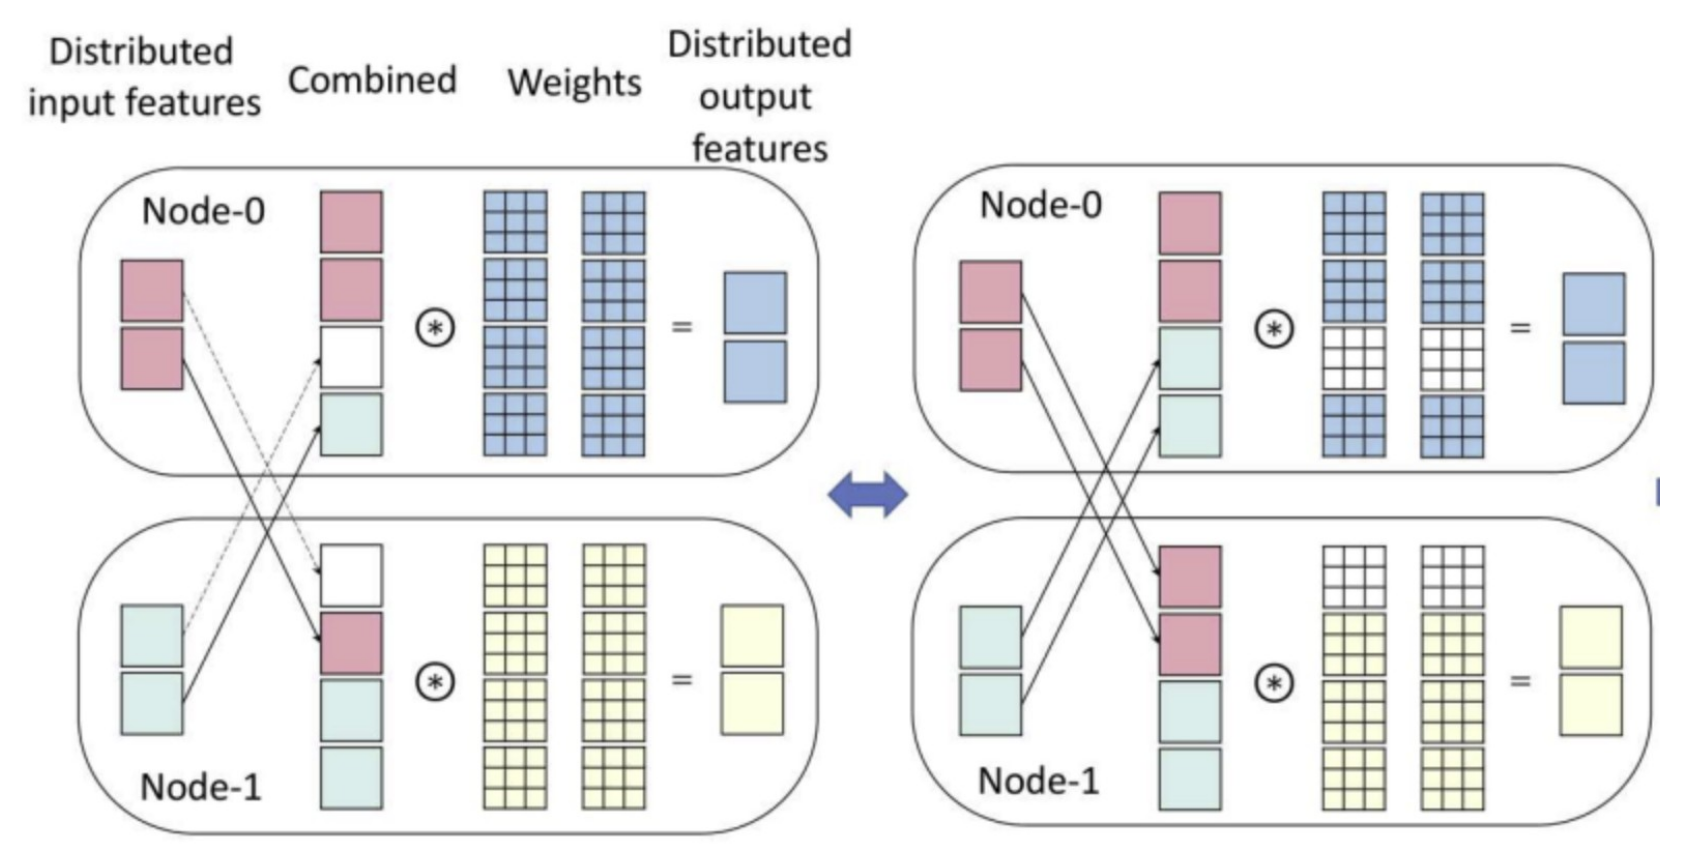 Distributed
input features
Combined
Weights
Distributed
output
features
Node-0
=
Node-1
=
Node-0
=
Node-1
=